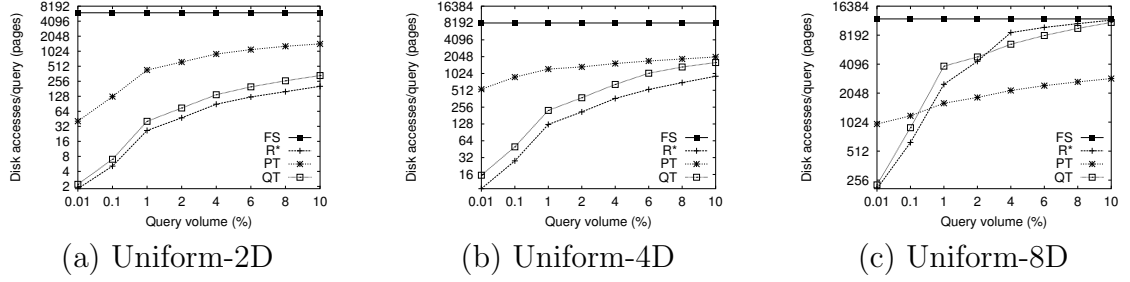 Disk accesses/query (pages)
8192
4096
2048
1024
512
256
128
64
32
16
8
4
2
FS
R*
PT
QT
0.01 0.1 1 2 4 6 8 10
Query volume (%)
(a) Uniform-2D
Disk accesses/query (pages)
16384
8192
4096
2048
1024
512
256
128
64
32
16
FS
R*
PT
QT
0.01 0.1 1 2 4 6 8 10
Query volume (%)
(b) Uniform-4D
Disk accesses/query (pages)
16384
8192
4096
2048
1024
512
256
FS
R*
PT
QT
0.01 0.1 1 2 4 6 8 10
Query volume (%)
(c) Uniform-8D